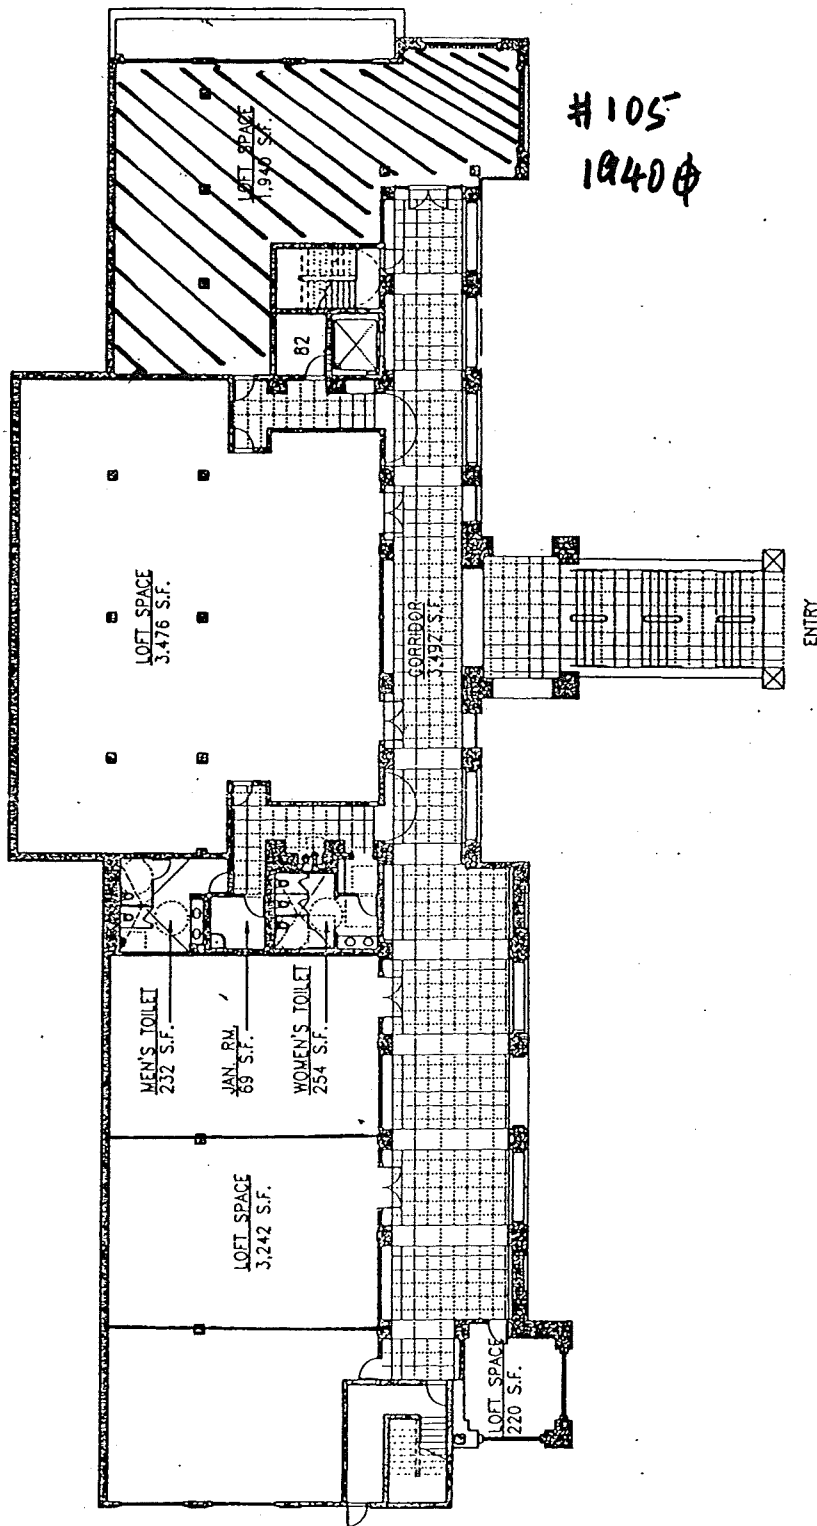 #105
1940⌀
LOFT SPACE
1,940 S.F.
82
LOFT SPACE
3,476 S.F.
CORRIDOR
3,492 S.F.
ENTRY
MEN'S TOILET
232 S.F.
JAN. RM.
69 S.F.
WOMEN'S TOILET
254 S.F.
LOFT SPACE
3,242 S.F.
LOFT SPACE
220 S.F.